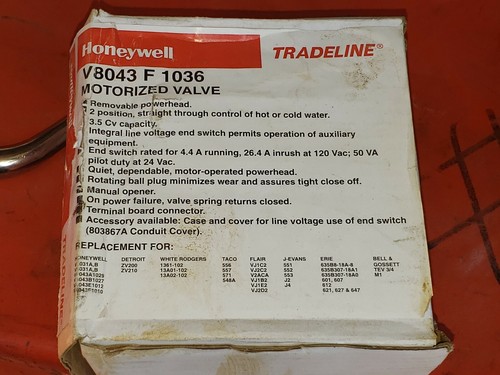 Honeywell
TRADELINE®
V8043 F 1036
MOTORIZED VALVE
Removable powerhead.
2 position, straight through control of hot or cold water.
3.5 Cv capacity.
Integral line voltage end switch permits operation of auxiliary
equipment.
End switch rated for 4.4 A running, 26.4 A inrush at 120 Vac; 50 VA
pilot duty at 24 Vac.
Quiet, dependable, motor-operated powerhead.
Rotating ball plug minimizes wear and assures tight close off.
Manual opener.
On power failure, valve spring returns closed.
Terminal board connector.
Accessory available: Case and cover for line voltage use of end switch
(803867A Conduit Cover).
REPLACEMENT FOR:
HONEYWELL DETROIT WHITE RODGERS TACO FLAIR J-EVANS ERIE BELL &
ZV200 1361-102 556 VJ1C2 551 635B8-18A-8 GOSSETT
ZV210 13A01-102 557 VJ2C2 552 635B307-18A1 TEV 3/4
13A02-102 571 V2ACA 553 635B307-18A0 M1
548A J2 601, 607
VJ1E2 J4 612
VJ2D2 621, 627 & 647